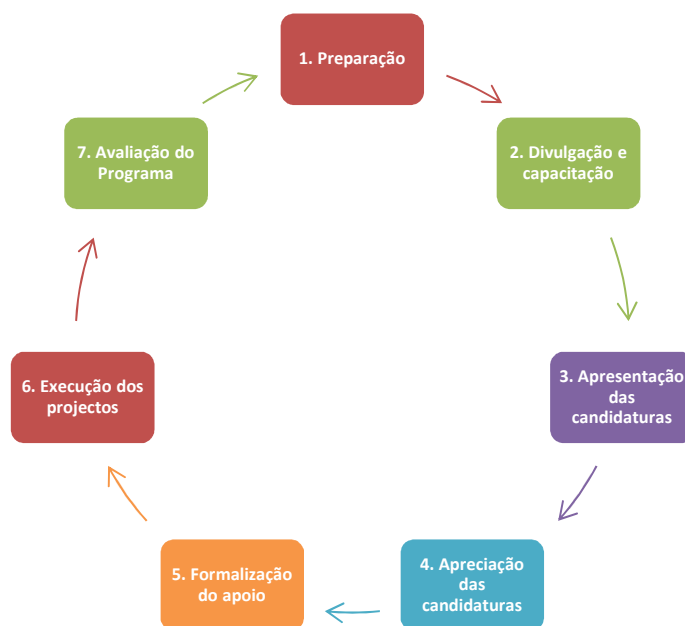 1. Preparação
2. Divulgação e
capacitação
3. Apresentação
das
candidaturas
4. Apreciação
das
candidaturas
5. Formalização
do apoio
6. Execução dos
projectos
7. Avaliação do
Programa